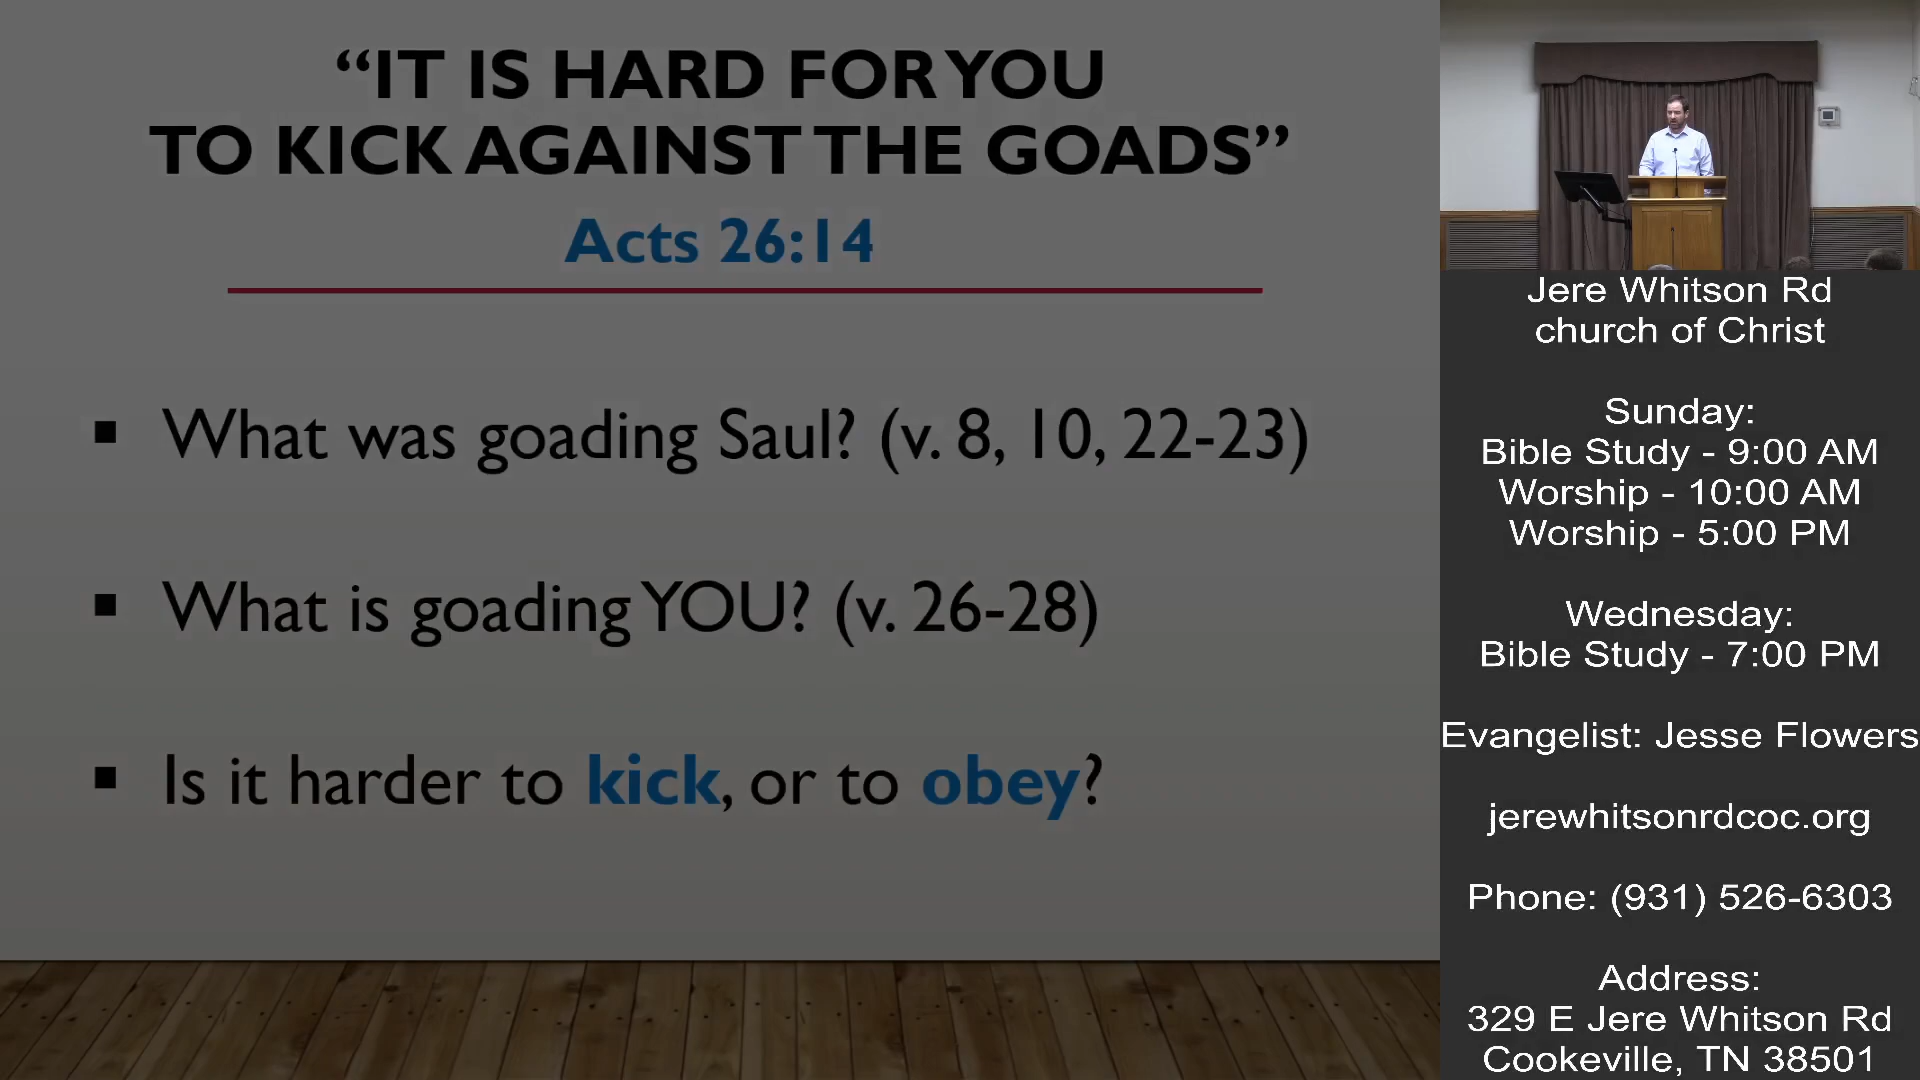 “IT IS HARD FOR YOU
TO KICK AGAINST THE GOADS”
Acts 26:14
▪ What was goading Saul? (v. 8, 10, 22-23)
▪ What is goading YOU? (v. 26-28)
▪ Is it harder to kick, or to obey?
Jere Whitson Rd
church of Christ
Sunday:
Bible Study - 9:00 AM
Worship - 10:00 AM
Worship - 5:00 PM
Wednesday:
Bible Study - 7:00 PM
Evangelist: Jesse Flowers
jerewhitsonrdcoc.org
Phone: (931) 526-6303
Address:
329 E Jere Whitson Rd
Cookeville, TN 38501